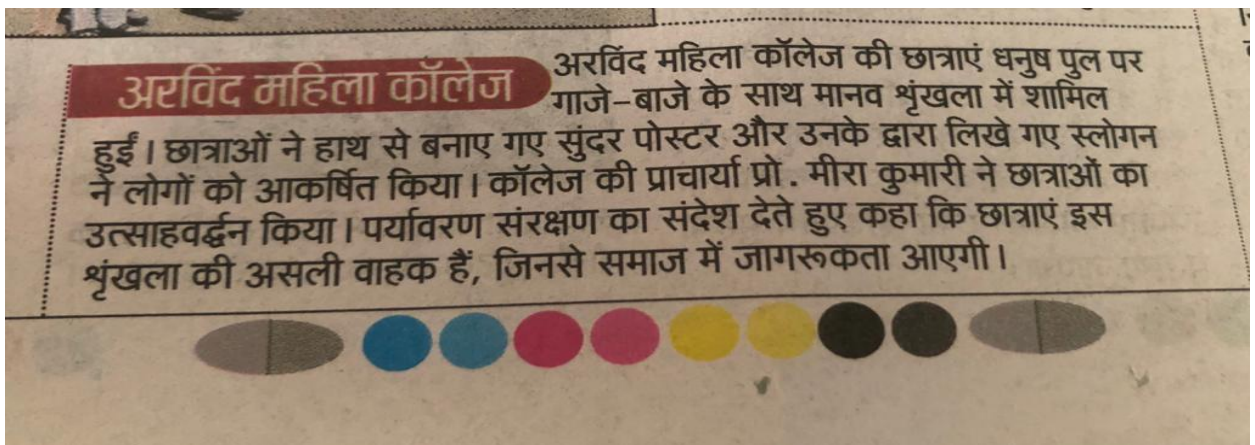 अरविंद महिला कॉलेज
अरविंद महिला कॉलेज की छात्राएं धनुष पुल पर
गाजे-बाजे के साथ मानव शृंखला में शामिल
हुईं। छात्राओं ने हाथ से बनाए गए सुंदर पोस्टर और उनके द्वारा लिखे गए स्लोगन
ने लोगों को आकर्षित किया। कॉलेज की प्राचार्या प्रो. मीरा कुमारी ने छात्राओं का
उत्साहवर्द्धन किया। पर्यावरण संरक्षण का संदेश देते हुए कहा कि छात्राएं इस
शृंखला की असली वाहक हैं, जिनसे समाज में जागरूकता आएगी।